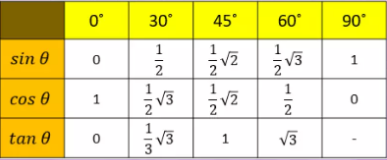 0° 30° 45° 60° 90°
sin θ 0 1/2 1/2√2 1/2√3 1
cos θ 1 1/2√3 1/2√2 1/2 0
tan θ 0 1/3√3 1 √3 -